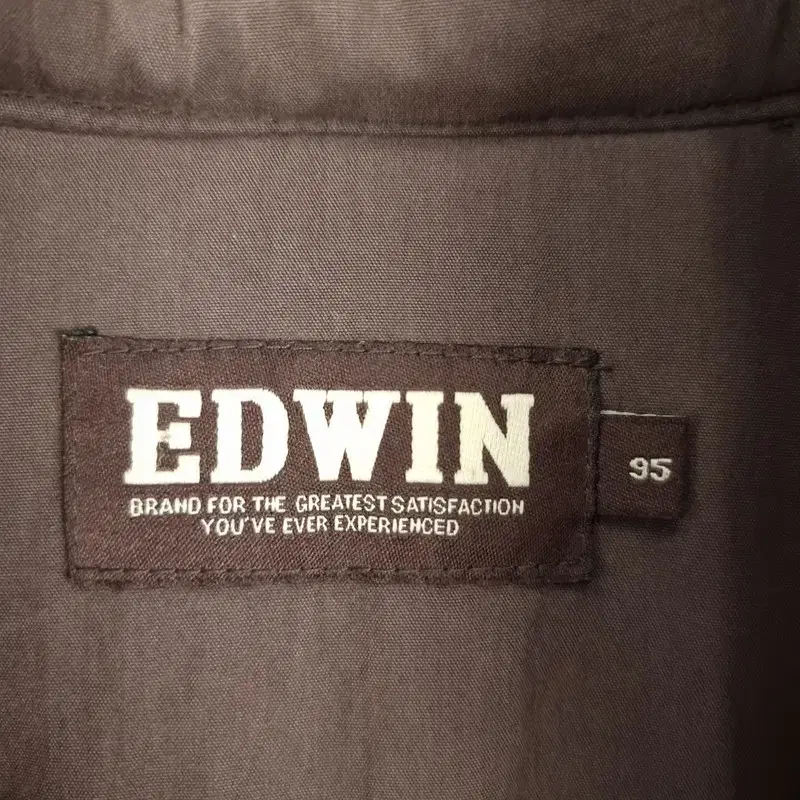 EDWIN
BRAND FOR THE GREATEST SATISFACTION
YOU'VE EVER EXPERIENCED
95